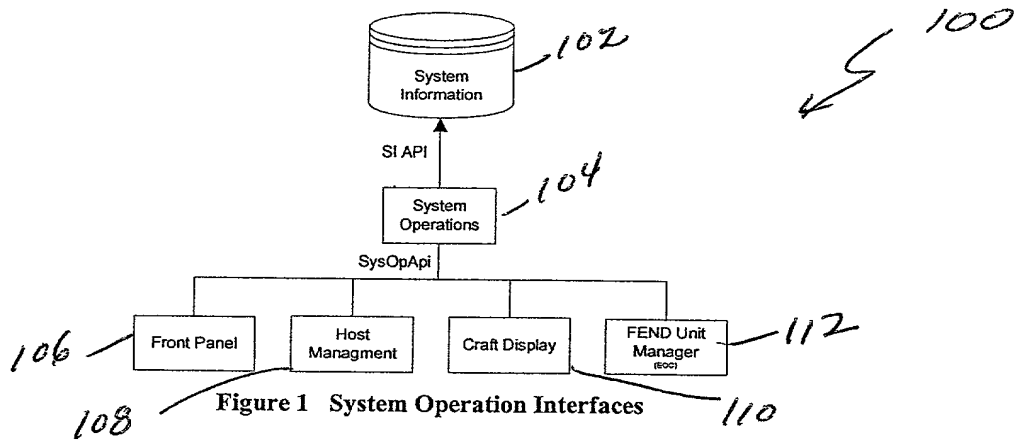 100
102
System
Information
SI API
104
System
Operations
SysOpApi
106
Front Panel
Host
Managment
Craft Display
FEND Unit
Manager
(EOC)
112
108
110
Figure 1 System Operation Interfaces